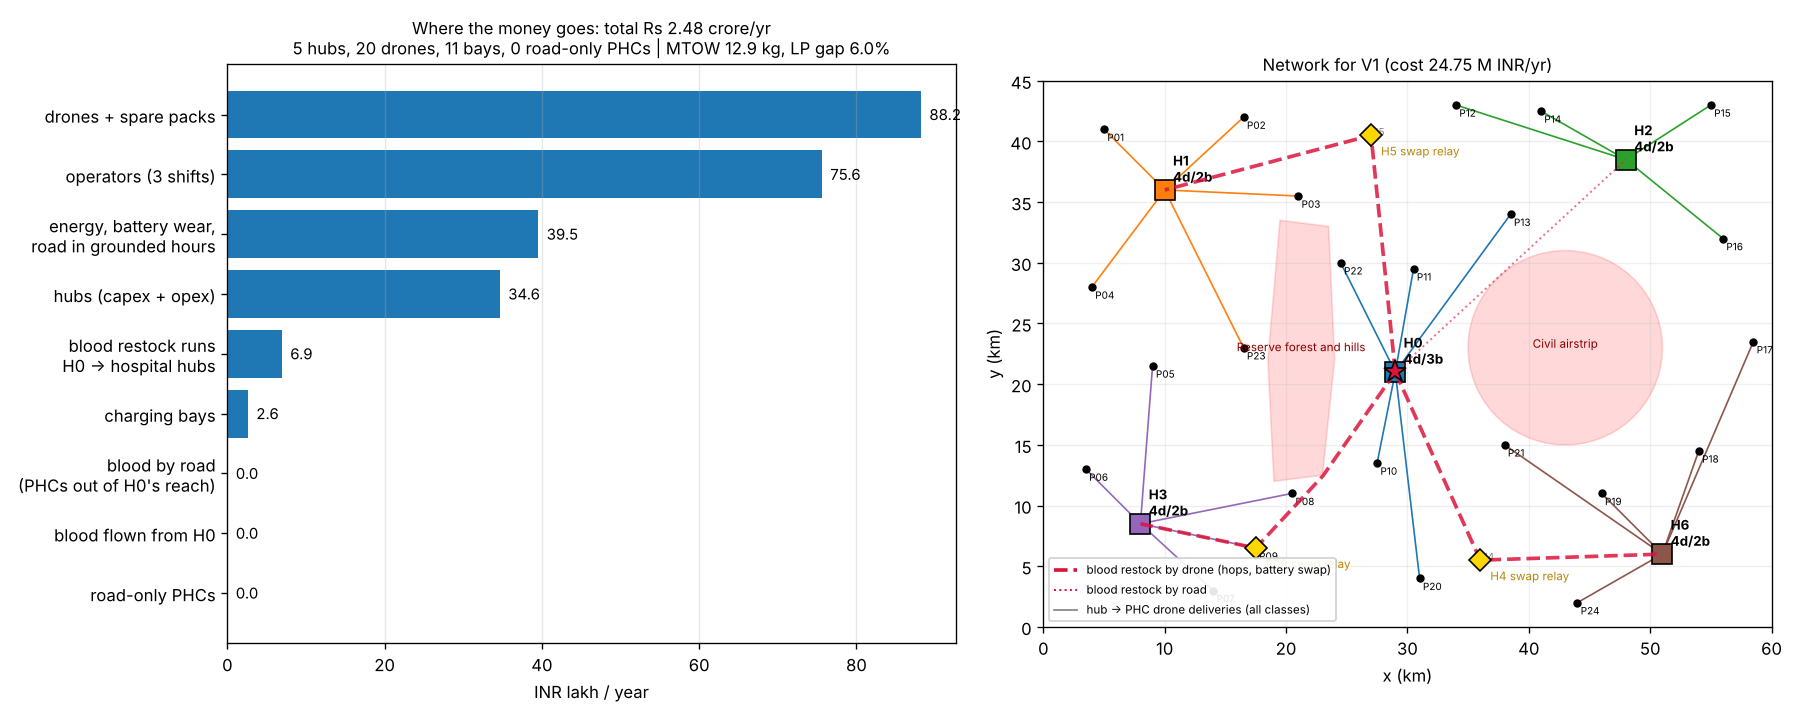 Where the money goes: total Rs 2.48 crore/yr
5 hubs, 20 drones, 11 bays, 0 road-only PHCs | MTOW 12.9 kg, LP gap 6.0%
drones + spare packs
88.2
operators (3 shifts)
75.6
energy, battery wear,
road in grounded hours
39.5
hubs (capex + opex)
34.6
blood restock runs
H0 → hospital hubs
6.9
charging bays
2.6
blood by road
(PHCs out of H0's reach)
0.0
blood flown from H0
0.0
road-only PHCs
0.0
0 20 40 60 80
INR lakh / year
Network for V1 (cost 24.75 M INR/yr)
y (km)
45
40
35
30
25
20
15
10
5
0
P01
P02
H1
4d/2b
P03
P04
P23
H5 swap relay
P12
P14
P15
H2
4d/2b
P16
P13
P22
P11
Reserve forest and hills
Civil airstrip
H0
4d/3b
P17
P05
P06
H3
4d/2b
P08
P09
P07
P10
P20
P21
P19
P18
H6
4d/2b
H4 swap relay
P24
ay
blood restock by drone (hops, battery swap)
blood restock by road
hub → PHC drone deliveries (all classes)
0 10 20 30 40 50 60
x (km)